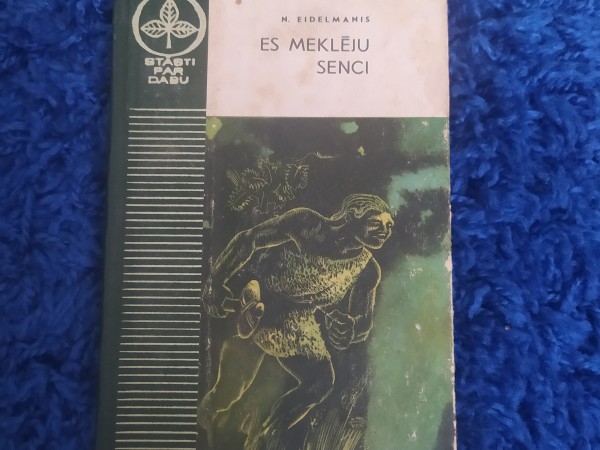 STĀSTI
PAR
DABU
N. EIDELMANIS
ES MEKLĒJU
SENCI